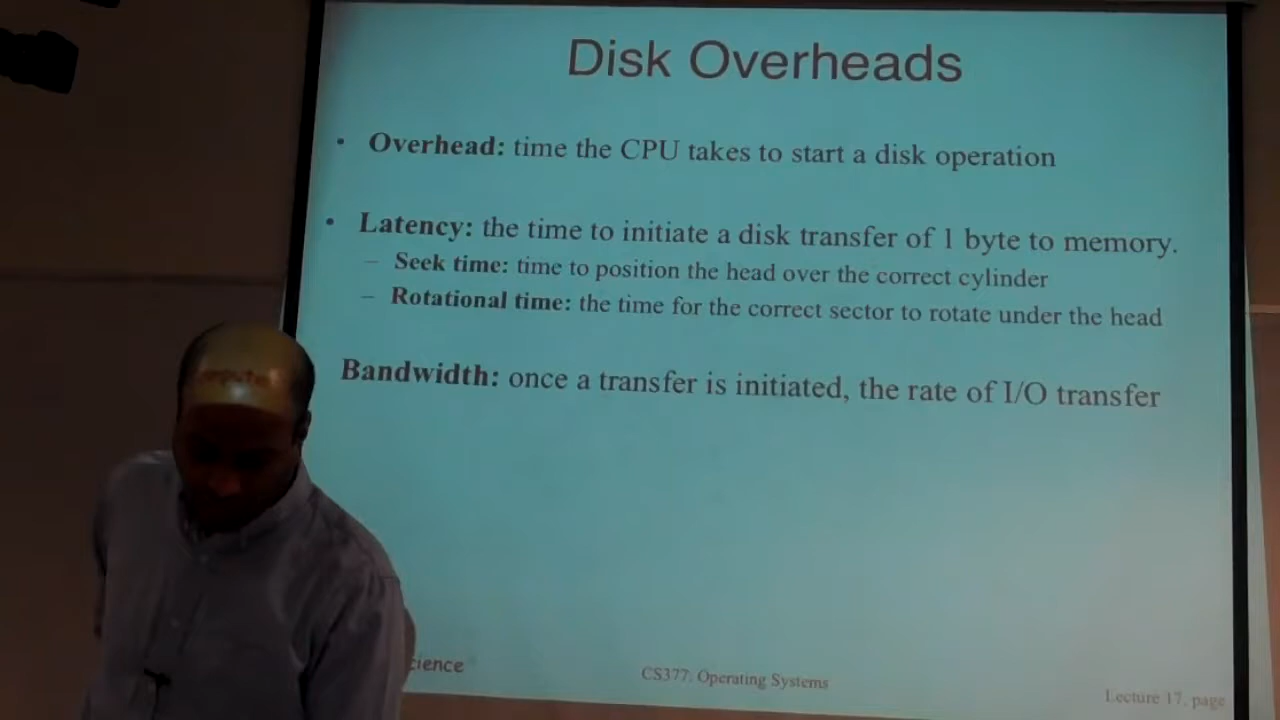 Disk Overheads
• Overhead: time the CPU takes to start a disk operation
• Latency: the time to initiate a disk transfer of 1 byte to memory.
– Seek time: time to position the head over the correct cylinder
– Rotational time: the time for the correct sector to rotate under the head
Bandwidth: once a transfer is initiated, the rate of I/O transfer
cience
CS377: Operating Systems
Lecture 17, page